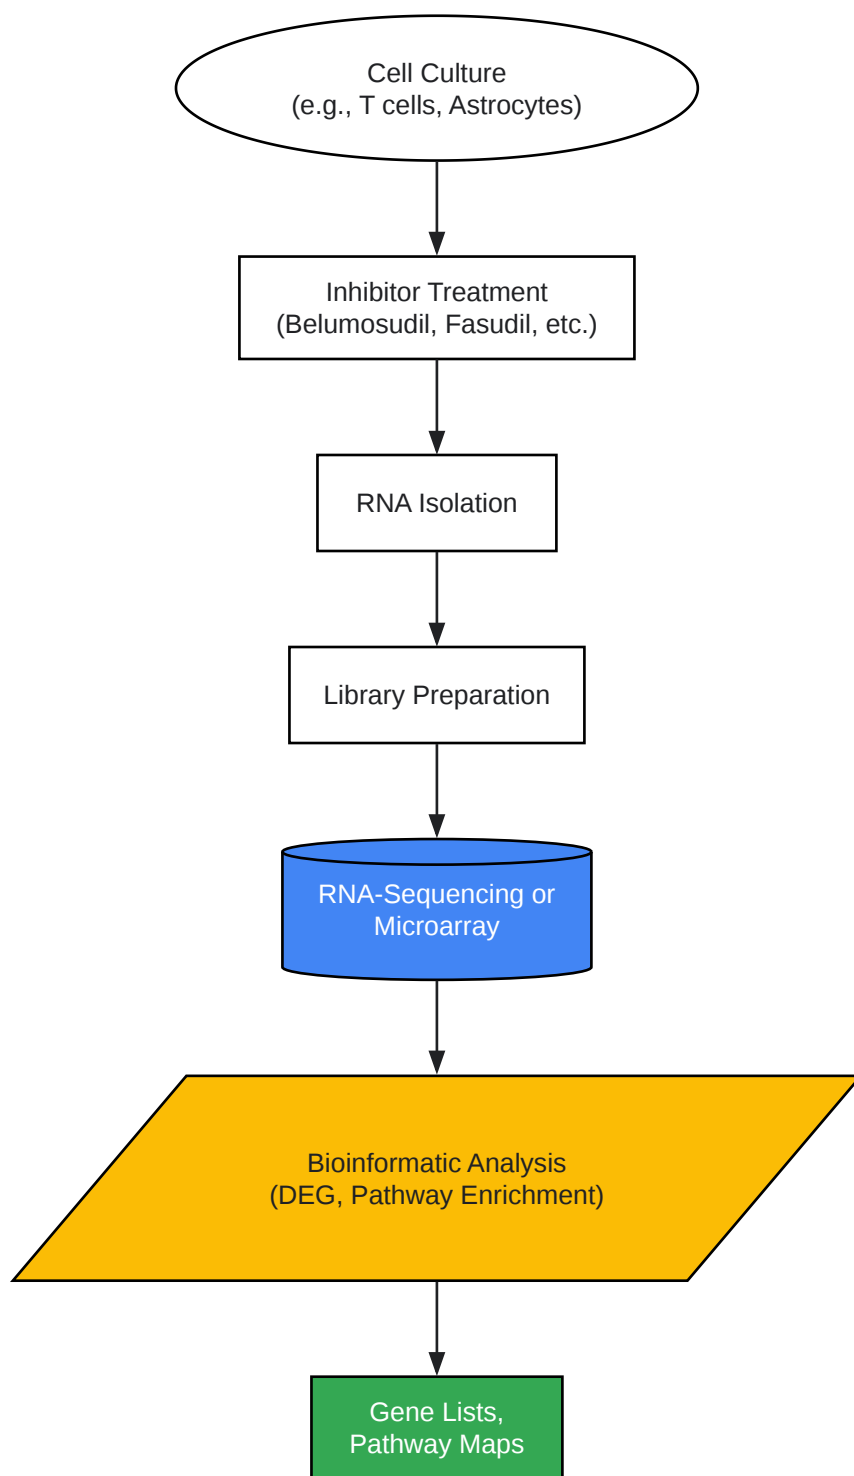 Cell Culture
(e.g., T cells, Astrocytes)
Inhibitor Treatment
(Belumosudil, Fasudil, etc.)
RNA Isolation
Library Preparation
RNA-Sequencing or
Microarray
Bioinformatic Analysis
(DEG, Pathway Enrichment)
Gene Lists,
Pathway Maps